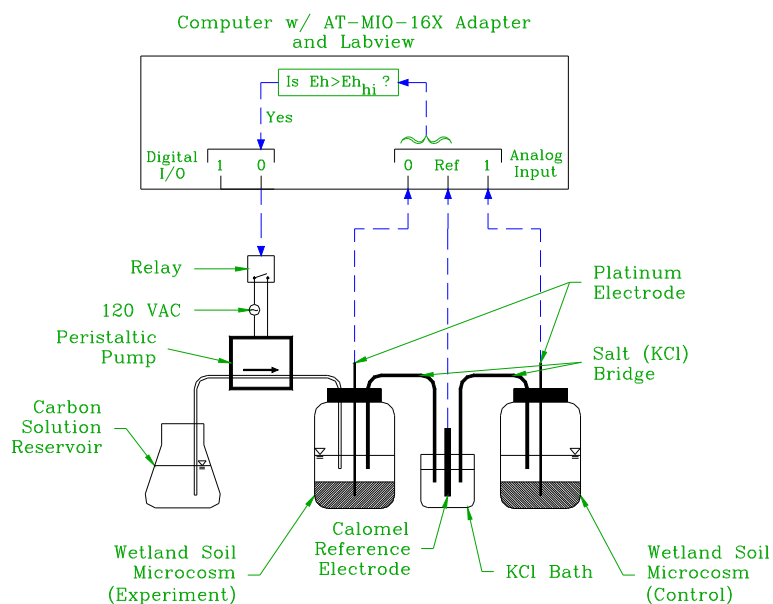 Computer w/ AT-MIO-16X Adapter
and Labview
Is Eh>Ehhi ?
Yes
Digital
I/O
1 0
0 Ref 1
Analog
Input
Relay
120 VAC
Peristaltic
Pump
Platinum
Electrode
Salt (KCl)
Bridge
Carbon
Solution
Reservoir
Wetland Soil
Microcosm
(Experiment)
Calomel
Reference
Electrode
KCl Bath
Wetland Soil
Microcosm
(Control)